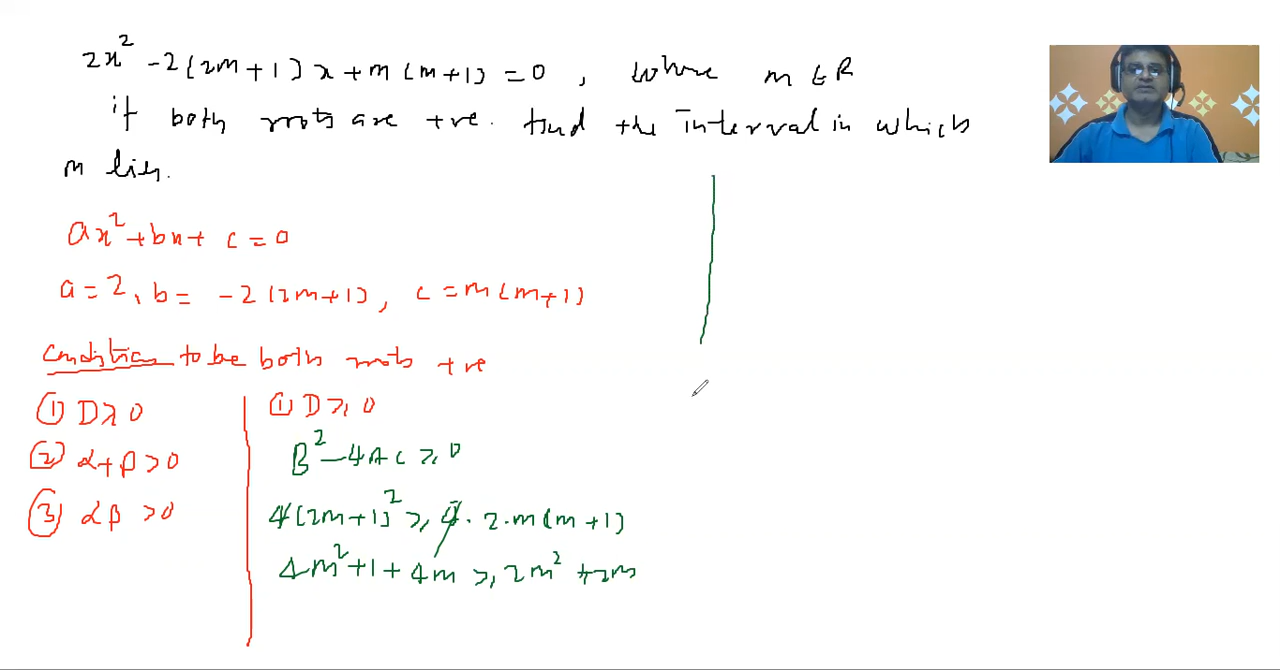 2x² -2(2m+1)x+m(m+1)=0, where m∈R
if both roots are +ve. find the interval in which
m lies.
ax²+bx+c=0
a=2, b= -2(2m+1), c=m(m+1)
condition to be both roots +ve
① D≥0
② α+β>0
③ αβ>0
① D≥0
B²-4AC≥0
4(2m+1)²≥4·2·m(m+1)
4m²+1+4m≥2m²+2m